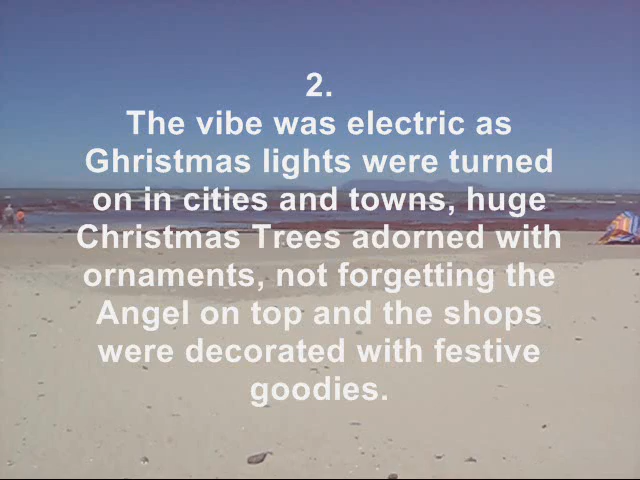 2.
The vibe was electric as
Ghristmas lights were turned
on in cities and towns, huge
Christmas Trees adorned with
ornaments, not forgetting the
Angel on top and the shops
were decorated with festive
goodies.